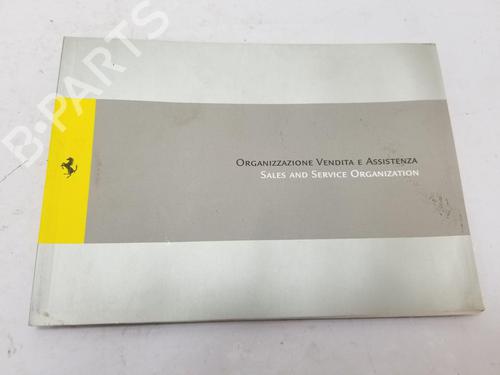 B-PARTS
Organizzazione Vendita e Assistenza
Sales and Service Organization